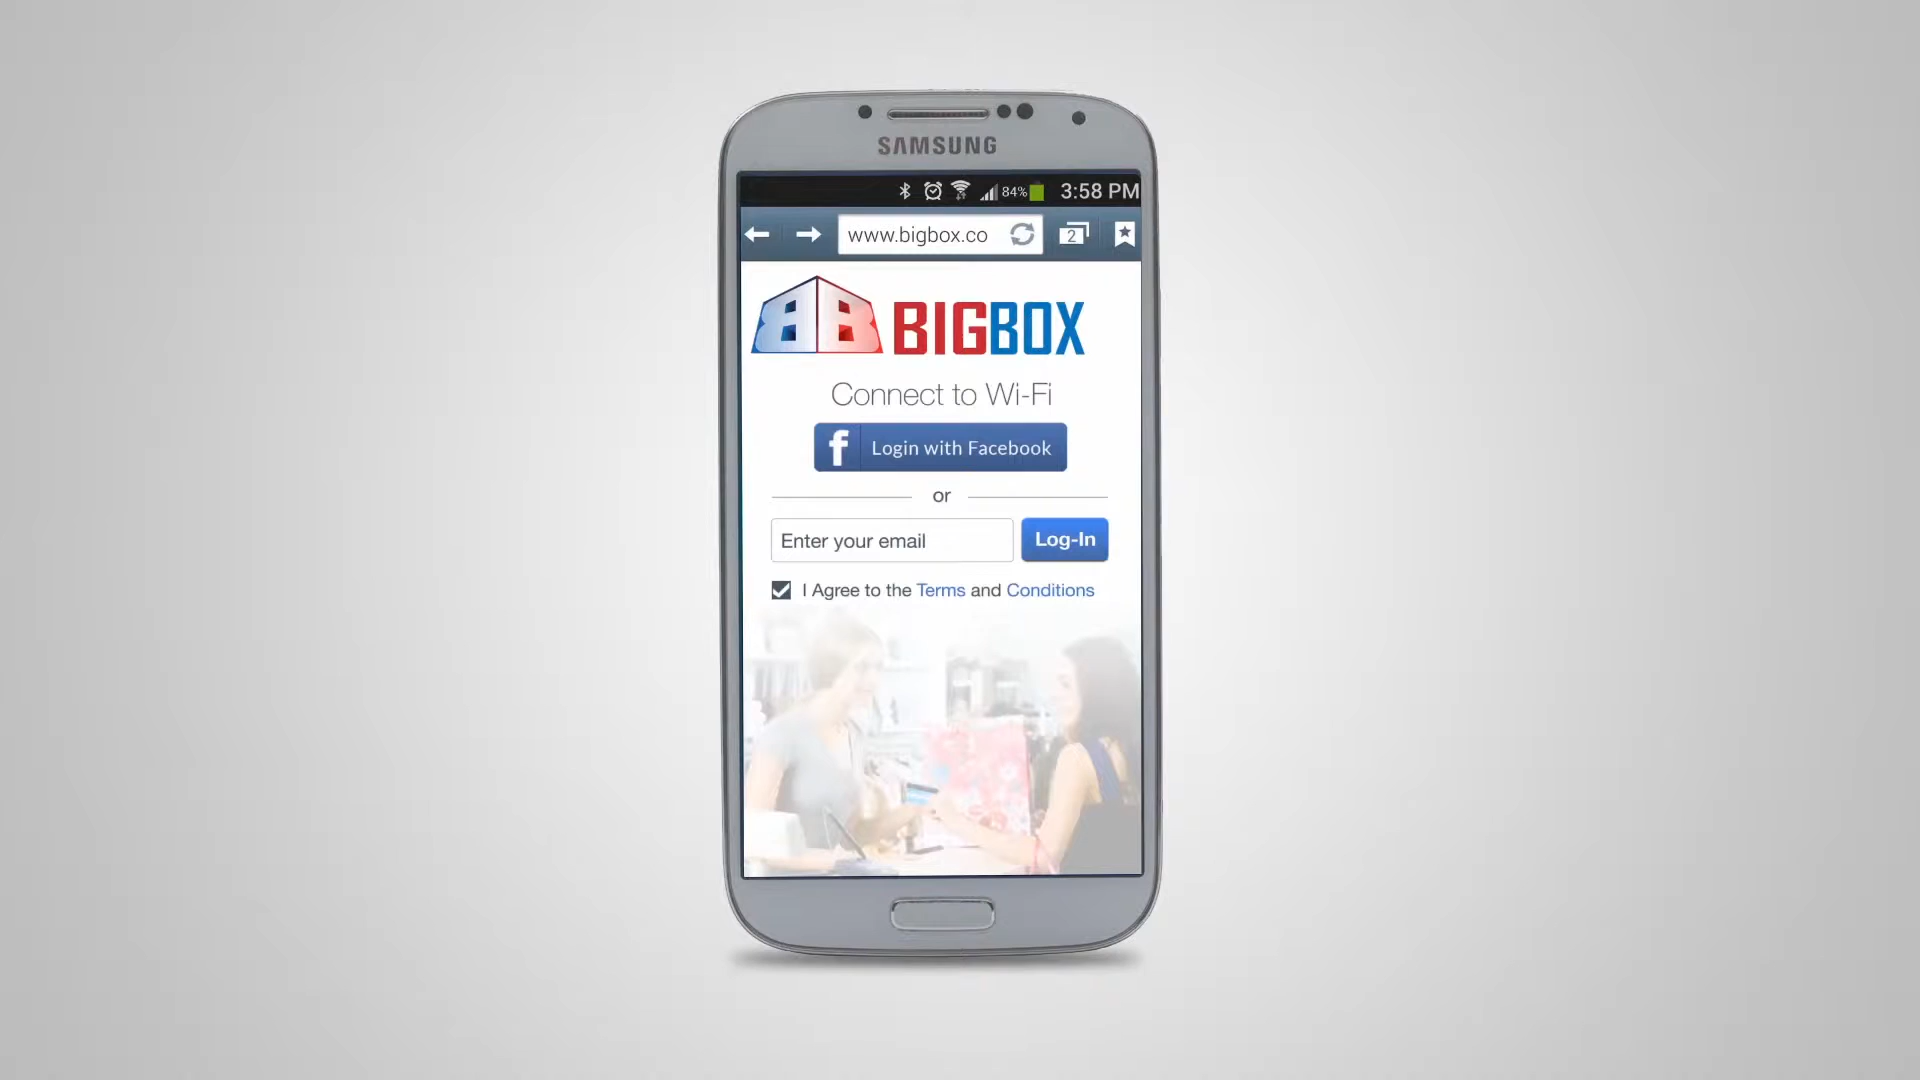 SAMSUNG
84% 3:58 PM
www.bigbox.co 2
BIGBOX
Connect to Wi-Fi
f Login with Facebook
or
Enter your email Log-In
I Agree to the Terms and Conditions